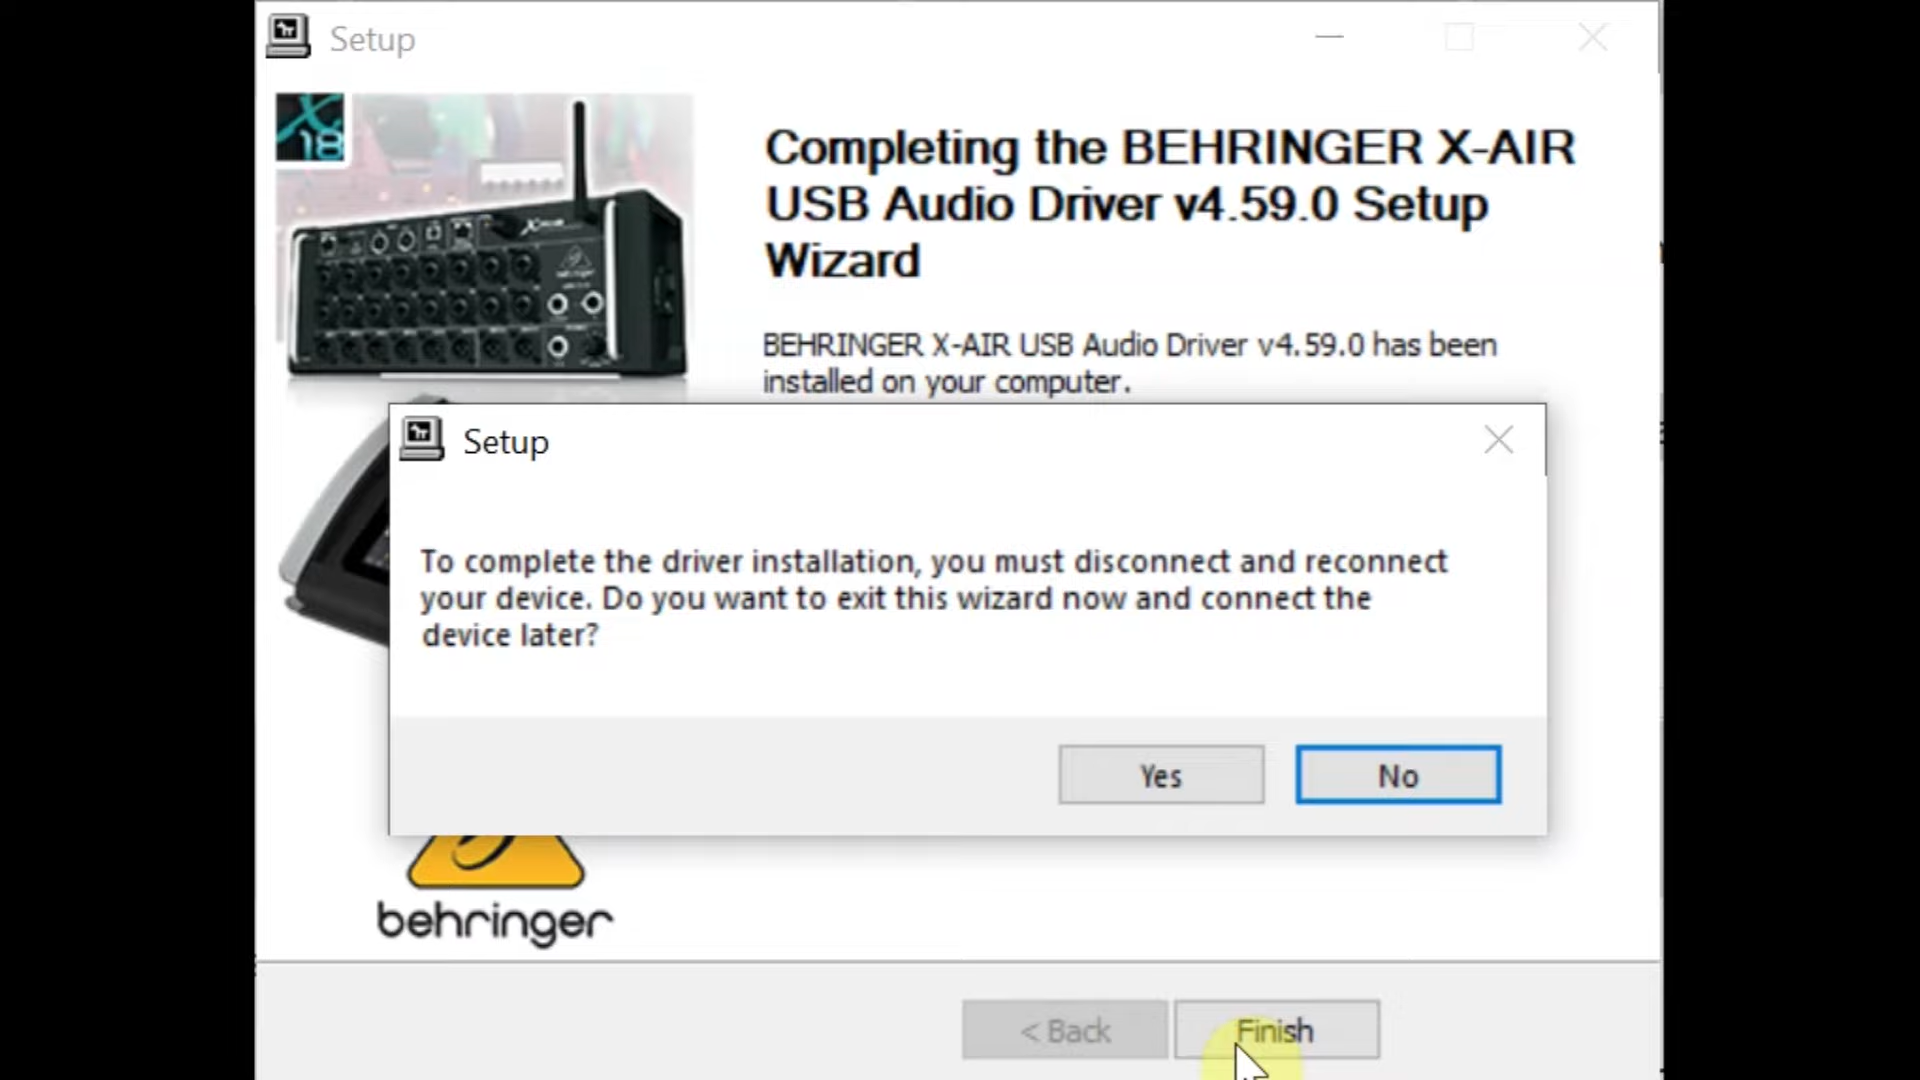 Setup
X
18
Completing the BEHRINGER X-AIR
USB Audio Driver v4.59.0 Setup
Wizard
behringer
BEHRINGER X-AIR USB Audio Driver v4.59.0 has been
installed on your computer.
Setup
To complete the driver installation, you must disconnect and reconnect
your device. Do you want to exit this wizard now and connect the
device later?
Yes
No
behringer
< Back
Finish